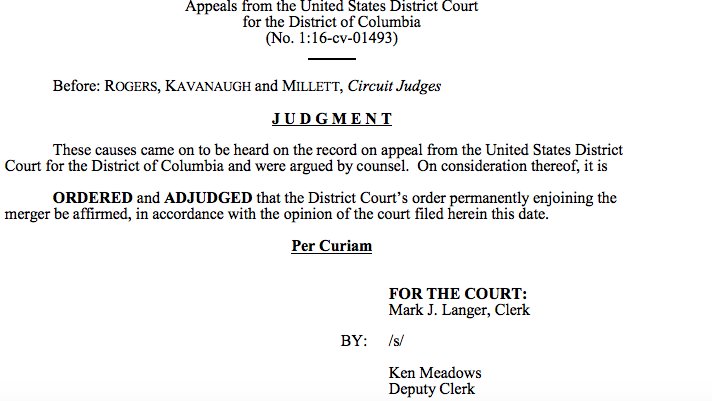 Appeals from the United States District Court
for the District of Columbia
(No. 1:16-cv-01493)
Before: ROGERS, KAVANAUGH and MILLETT, Circuit Judges
J U D G M E N T
These causes came on to be heard on the record on appeal from the United States District
Court for the District of Columbia and were argued by counsel. On consideration thereof, it is
ORDERED and ADJUDGED that the District Court’s order permanently enjoining the
merger be affirmed, in accordance with the opinion of the court filed herein this date.
Per Curiam
FOR THE COURT:
Mark J. Langer, Clerk
BY: /s/
Ken Meadows
Deputy Clerk